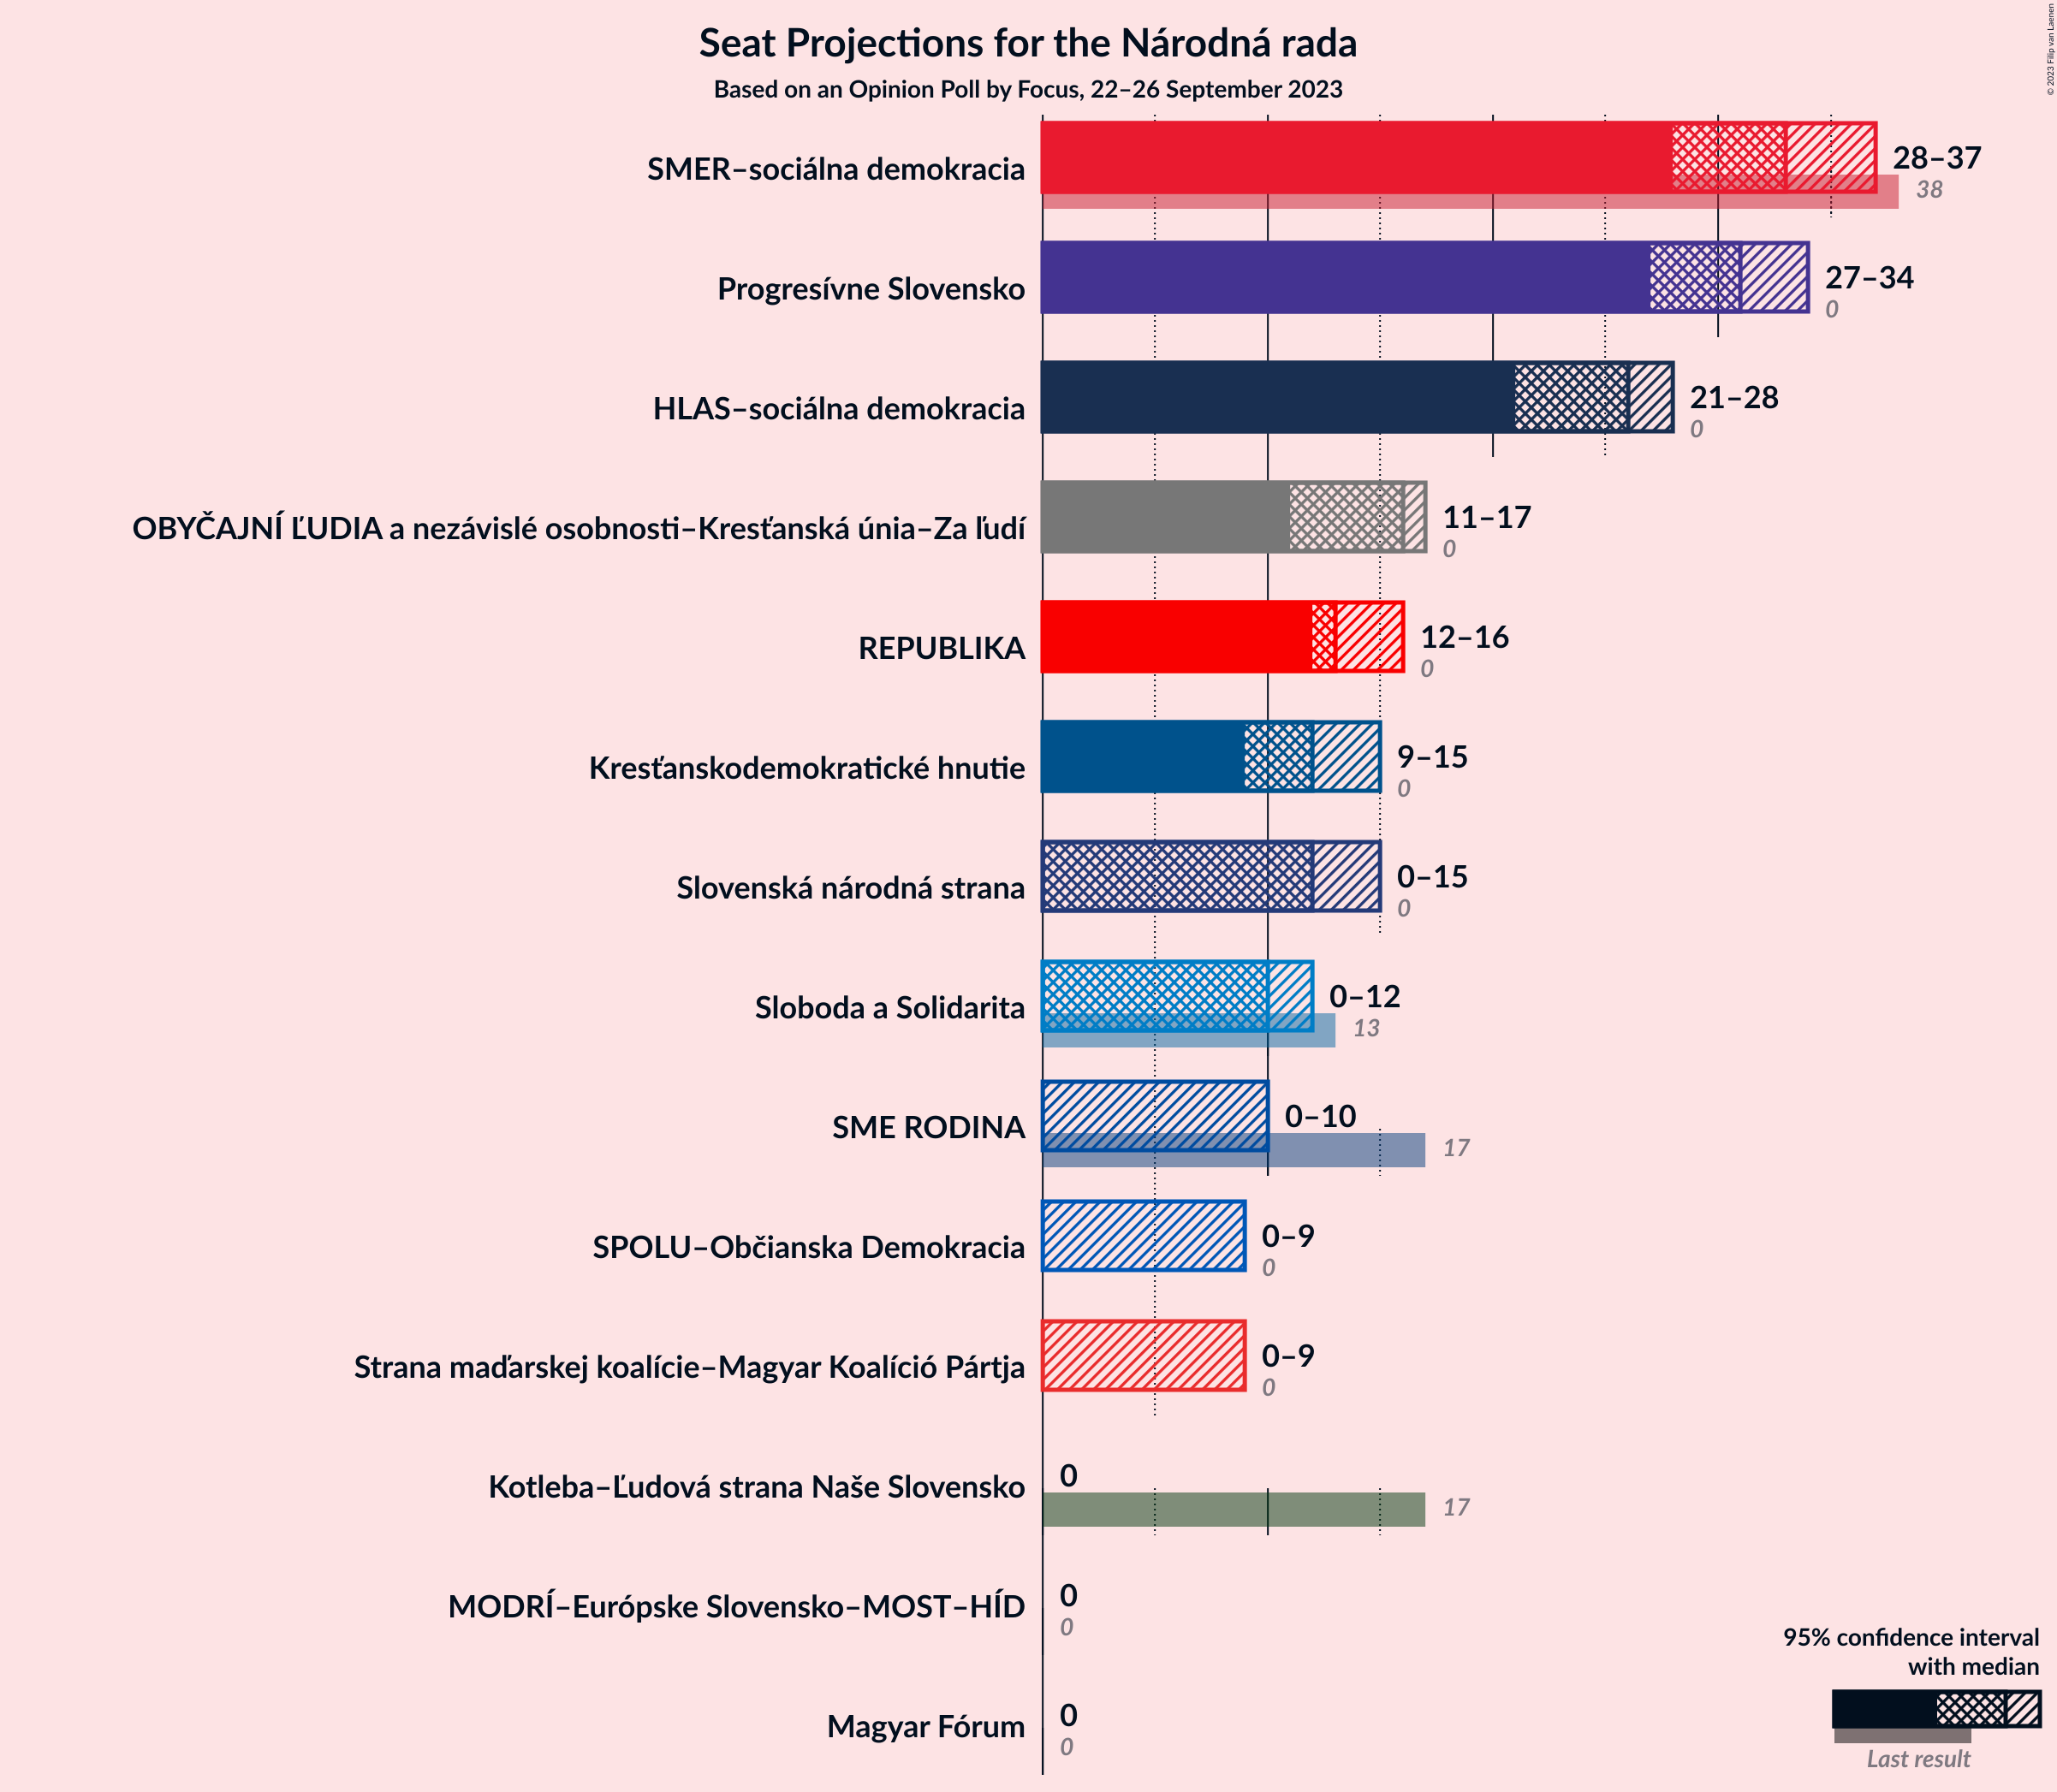 Seat Projections for the Národná rada
Based on an Opinion Poll by Focus, 22–26 September 2023
© 2023 Filip van Laenen
SMER–sociálna demokracia
28–37
38
Progresívne Slovensko
27–34
0
HLAS–sociálna demokracia
21–28
0
OBYČAJNÍ ĽUDIA a nezávislé osobnosti–Kresťanská únia–Za ľudí
11–17
0
REPUBLIKA
12–16
0
Kresťanskodemokratické hnutie
9–15
0
Slovenská národná strana
0–15
0
Sloboda a Solidarita
0–12
13
SME RODINA
0–10
17
SPOLU–Občianska Demokracia
0–9
0
Strana maďarskej koalície–Magyar Koalíció Pártja
0–9
0
Kotleba–Ľudová strana Naše Slovensko
0
17
MODRÍ–Európske Slovensko–MOST–HÍD
0
0
Magyar Fórum
0
0
95% confidence interval
with median
Last result